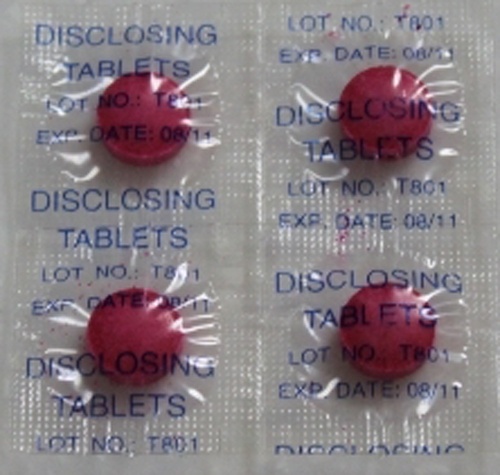 DISCLOSING
TABLETS
LOT NO.: T801
EXP. DATE: 08/11
DISCLOSING
TABLETS
LOT NO.: T801
EXP. DATE: 08/11
DISCLOSING
TABLETS
LOT NO.: T801
LOT NO.: T801
EXP. DATE: 08/11
DISCLOSING
TABLETS
LOT NO.: T801
EXP. DATE: 08/11
DISCLOSING
TABLETS
LOT NO. T801
EXP. DATE: 08/11
DISCLOSING